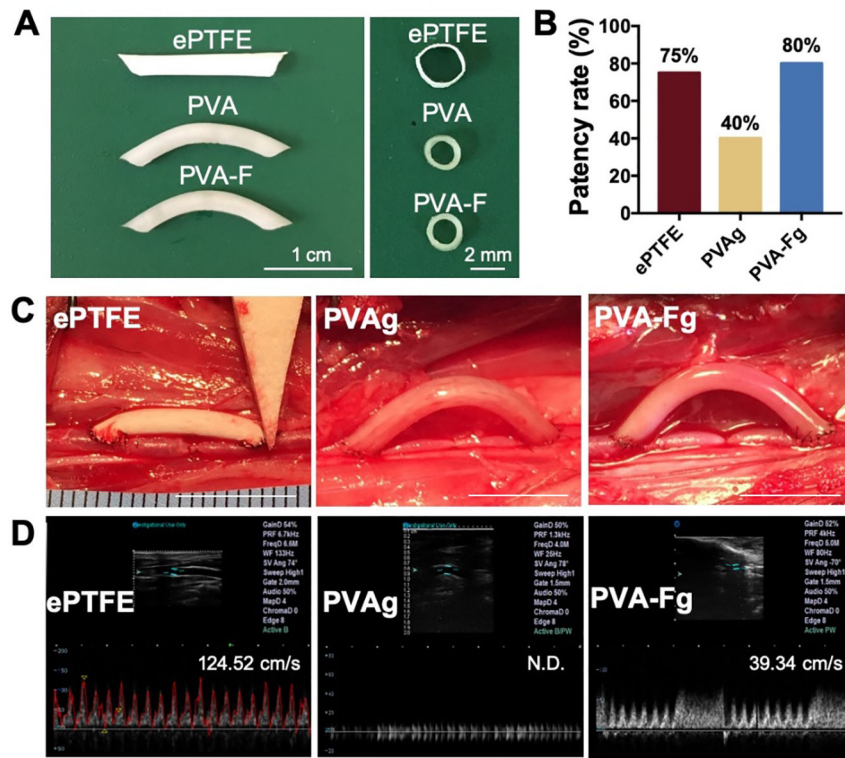 A
ePTFE
PVA
PVA-F
1 cm
ePTFE
PVA
PVA-F
2 mm
B
Patency rate (%)
100
80
60
40
20
0
75%
40%
80%
ePTFE
PVAg
PVA-Fg
C
ePTFE
PVAg
PVA-Fg
D
ePTFE
GainD 54%
PRF 6.7kHz
FreqD 6.6M
WF 133Hz
SV Ang 74°
Sweep High1
Gate 2.0mm
Audio 50%
MapD 4
ChromaD 0
Edge 8
Active B
124.52 cm/s
PVAg
GainD 50%
PRF 1.3kHz
FreqD 4.0M
WF 25Hz
SV Ang 78°
Sweep High1
Gate 1.5mm
Audio 50%
MapD 4
ChromaD 0
Edge 8
Active B/PW
N.D.
PVA-Fg
GainD 52%
PRF 4kHz
FreqD 5.0M
WF 80Hz
SV Ang -70°
Sweep High1
Gate 1.5mm
Audio 50%
MapD 4
ChromaD 0
Edge 8
Active PW
39.34 cm/s